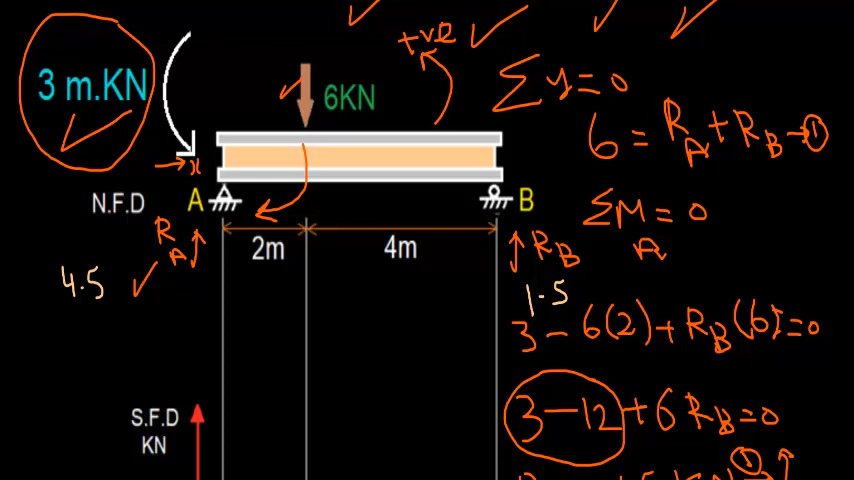 +ve
3 m.KN
Σ y = 0
6KN
6 = RA + RB → ①
x
N.F.D
A
B
ΣMA = 0
RA
2m
4m
RB
4.5
1.5
3 - 6(2) + RB(6) = 0
3 - 12 + 6RB = 0
S.F.D
KN
①